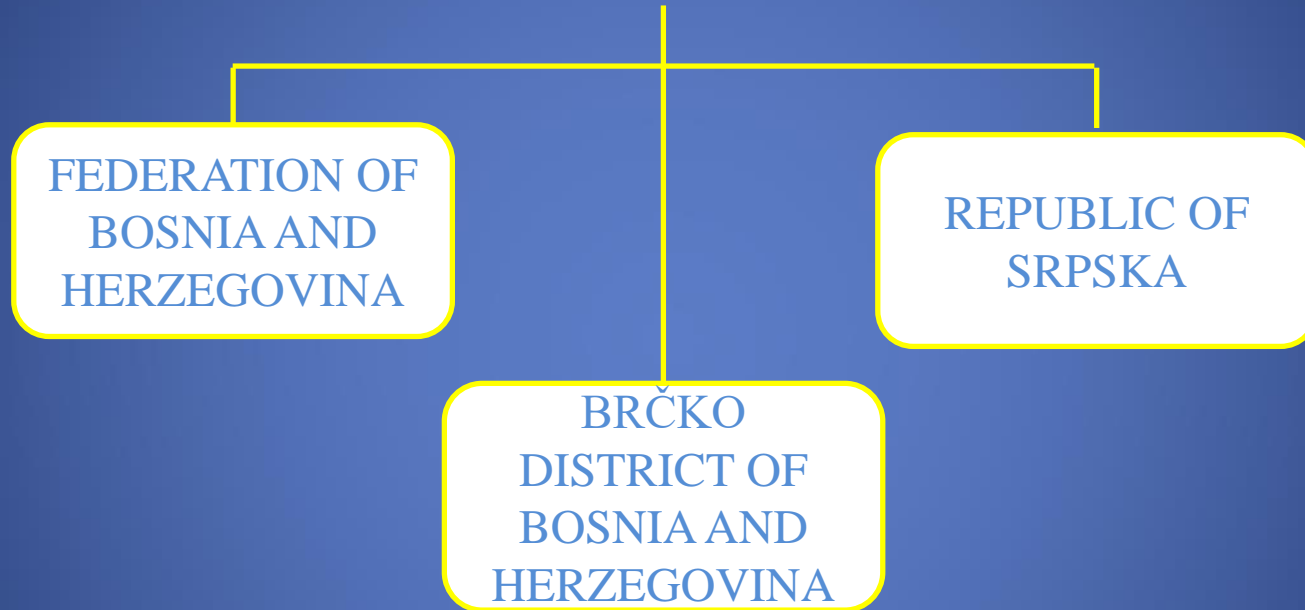 FEDERATION OF
BOSNIA AND
HERZEGOVINA
REPUBLIC OF
SRPSKA
BRČKO
DISTRICT OF
BOSNIA AND
HERZEGOVINA